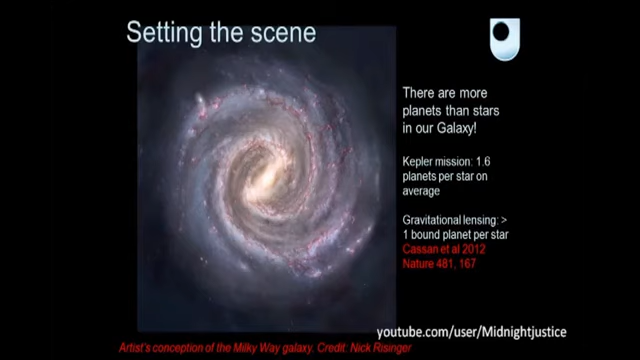 Setting the scene
There are more
planets than stars
in our Galaxy!
Kepler mission: 1.6
planets per star on
average
Gravitational lensing: >
1 bound planet per star
Cassan et al 2012
Nature 481, 167
youtube.com/user/Midnightjustice
Artist's conception of the Milky Way galaxy. Credit: Nick Risinger